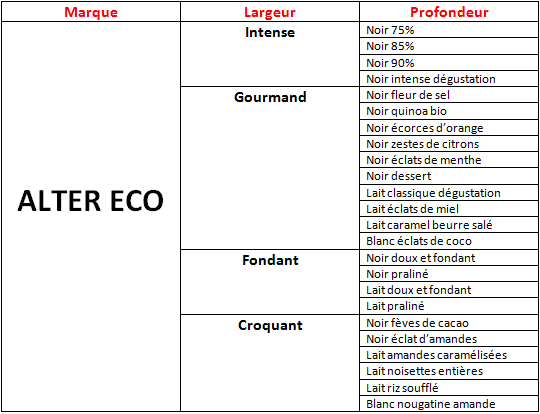 Marque Largeur Profondeur
ALTER ECO
Intense
Noir 75%
Noir 85%
Noir 90%
Noir intense dégustation
Gourmand
Noir fleur de sel
Noir quinoa bio
Noir écorces d'orange
Noir zestes de citrons
Noir éclats de menthe
Noir dessert
Lait classique dégustation
Lait éclats de miel
Lait caramel beurre salé
Blanc éclats de coco
Fondant
Noir doux et fondant
Noir praliné
Lait doux et fondant
Lait praliné
Croquant
Noir fèves de cacao
Noir éclat d'amandes
Lait amandes caramélisées
Lait noisettes entières
Lait riz soufflé
Blanc nougatine amande